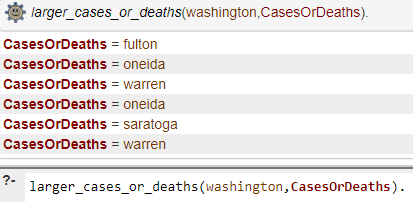 larger_cases_or_deaths(washington,CasesOrDeaths).
CasesOrDeaths = fulton
CasesOrDeaths = oneida
CasesOrDeaths = warren
CasesOrDeaths = oneida
CasesOrDeaths = saratoga
CasesOrDeaths = warren
?- larger_cases_or_deaths(washington,CasesOrDeaths).